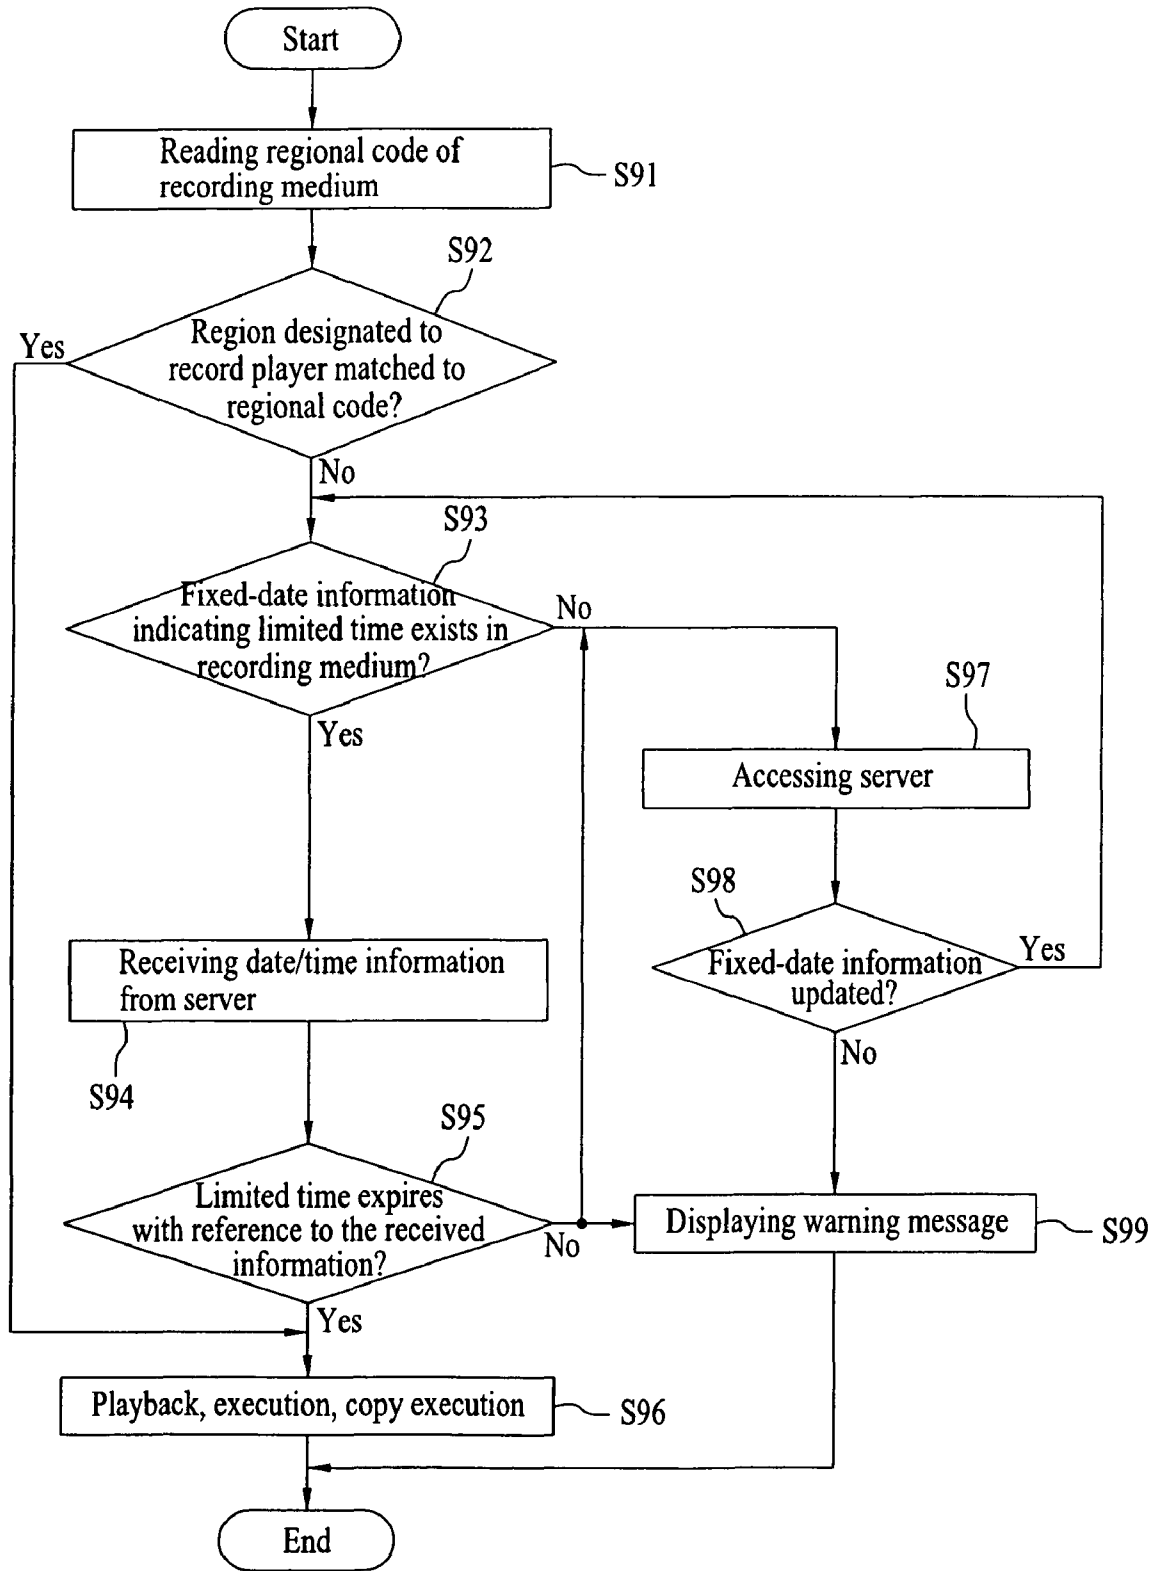 Start
Reading regional code of
recording medium
S91
S92
Yes
Region designated to
record player matched to
regional code?
No
S93
Fixed-date information
indicating limited time exists in
recording medium?
No
Yes
S97
Accessing server
S98
Fixed-date information
updated?
Yes
No
Receiving date/time information
from server
S94
S95
Limited time expires
with reference to the received
information?
No
Yes
Displaying warning message
S99
Playback, execution, copy execution
S96
End